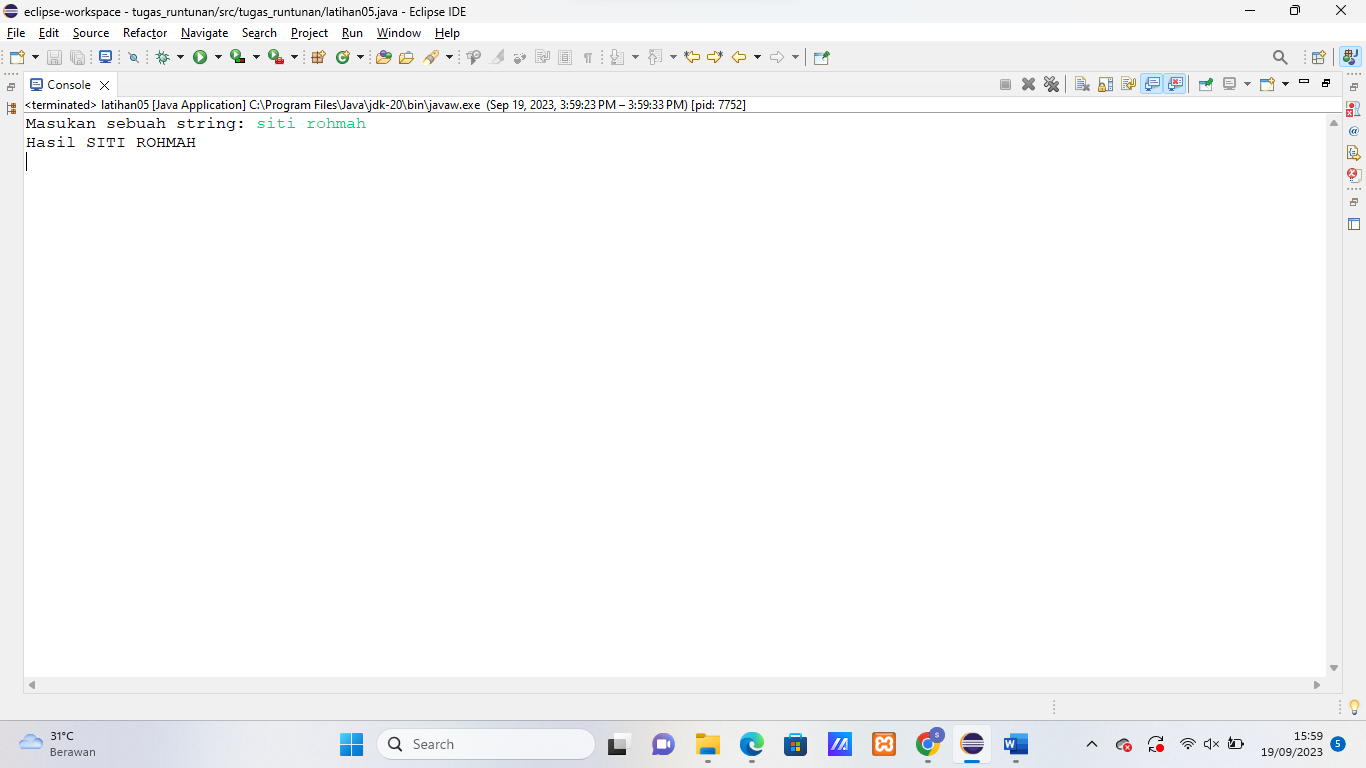 eclipse-workspace - tugas_runtunan/src/tugas_runtunan/latihan05.java - Eclipse IDE
File Edit Source Refactor Navigate Search Project Run Window Help
Console
<terminated> latihan05 [Java Application] C:\Program Files\Java\jdk-20\bin\javaw.exe (Sep 19, 2023, 3:59:23 PM – 3:59:33 PM) [pid: 7752]
Masukan sebuah string: siti rohmah
Hasil SITI ROHMAH
31°C
Berawan
Search
S
15:59
19/09/2023
5